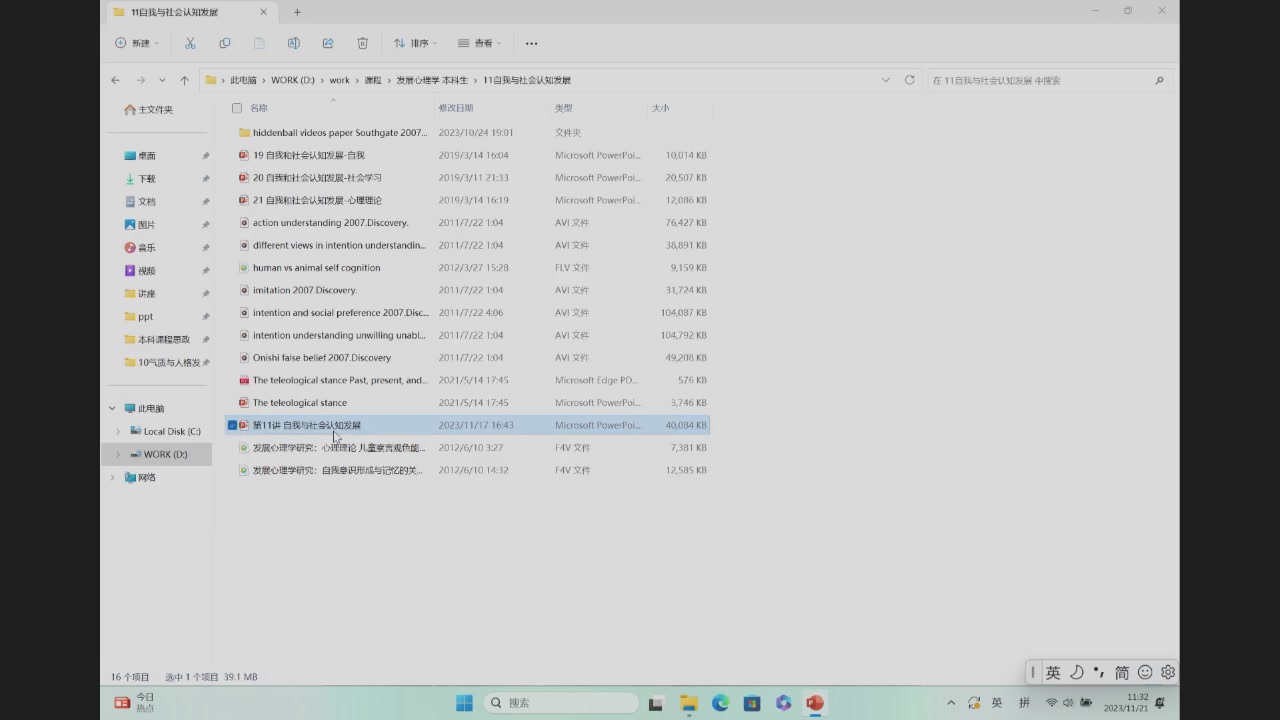 11自我与社会认知发展
新建
排序
查看
此电脑 › WORK (D:) › work › 课程 › 发展心理学 本科生 › 11自我与社会认知发展
在 11自我与社会认知发展 中搜索
主文件夹
桌面
下载
文档
图片
音乐
视频
讲座
ppt
本科课程思政
10气质与人格发
此电脑
Local Disk (C:)
WORK (D:)
网络
名称 修改日期 类型 大小
hiddenball videos paper Southgate 2007... 2023/10/24 19:01 文件夹
19 自我和社会认知发展-自我 2019/3/14 16:04 Microsoft PowerPoi... 10,014 KB
20 自我和社会认知发展-社会学习 2019/3/11 21:33 Microsoft PowerPoi... 20,507 KB
21 自我和社会认知发展-心理理论 2019/3/14 16:19 Microsoft PowerPoi... 12,086 KB
action understanding 2007.Discovery. 2011/7/22 1:04 AVI 文件 76,427 KB
different views in intention understandin... 2011/7/22 1:04 AVI 文件 38,891 KB
human vs animal self cognition 2012/3/27 15:28 FLV 文件 9,159 KB
imitation 2007.Discovery. 2011/7/22 1:04 AVI 文件 31,724 KB
intention and social preference 2007.Disc... 2011/7/22 4:06 AVI 文件 104,087 KB
intention understanding unwilling unabl... 2011/7/22 1:04 AVI 文件 104,792 KB
Onishi false belief 2007.Discovery 2011/7/22 1:04 AVI 文件 49,208 KB
The teleological stance Past, present, and... 2021/5/14 17:45 Microsoft Edge PD... 576 KB
The teleological stance 2021/5/14 17:45 Microsoft PowerPoi... 3,746 KB
第11讲 自我与社会认知发展 2023/11/17 16:43 Microsoft PowerPoi... 40,084 KB
发展心理学研究：心理理论 儿童察言观色能... 2012/6/10 3:27 F4V 文件 7,381 KB
发展心理学研究：自我意识形成与记忆的关... 2012/6/10 14:32 F4V 文件 12,585 KB
16 个项目 选中 1 个项目 39.1 MB
英 简
今日
热点
搜索
英 拼
11:32
2023/11/21